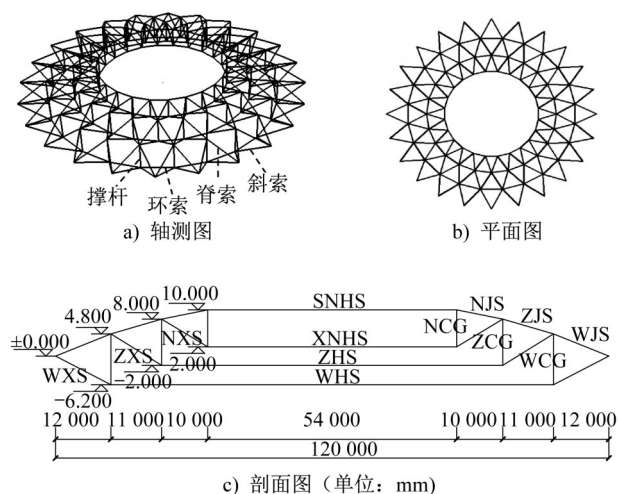 撑杆 环索 脊索 斜索
a) 轴测图
b) 平面图
10.000 SNHS NJS
8.000 ZJS
4.800 WJS
±0.000 NXS NCG
ZXS 2.000 XNHS ZCG
WXS −2.000 ZHS WCG
−6.200 WHS
12 000 11 000 10 000 54 000 10 000 11 000 12 000
120 000
c) 剖面图（单位：mm)